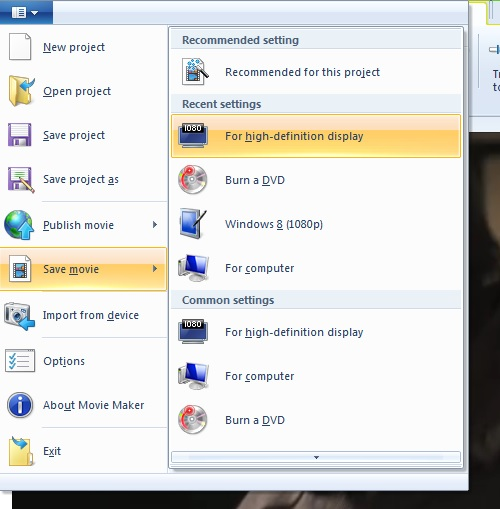 New project
Open project
Save project
Save project as
Publish movie
Save movie
Import from device
Options
About Movie Maker
Exit
Recommended setting
Recommended for this project
Recent settings
1080
For high-definition display
Burn a DVD
Windows 8 (1080p)
For computer
Common settings
1080
For high-definition display
For computer
Burn a DVD
to